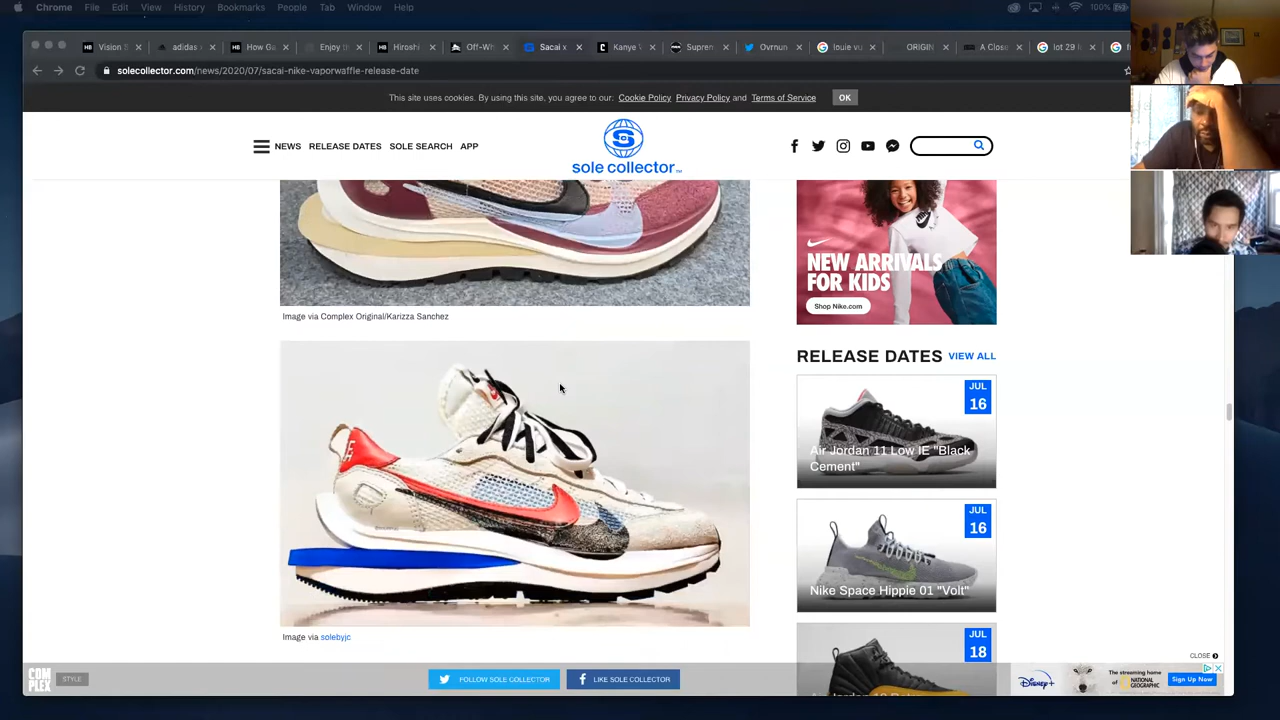 Chrome File Edit View History Bookmarks People Tab Window Help 100%
Vision adidas How Ga Enjoy th Hiroshi Off-Wh Sacai x Kanye Supren Ovrnun louie vu ORIGIN A Close lot 29
solecollector.com/news/2020/07/sacai-nike-vaporwaffle-release-date
This site uses cookies. By using this site, you agree to our: Cookie Policy, Privacy Policy and Terms of Service OK
NEWS RELEASE DATES SOLE SEARCH APP
sole collector
NEW ARRIVALS
FOR KIDS
Shop Nike.com
Image via Complex Original/Karizza Sanchez
RELEASE DATES VIEW ALL
JUL
16
Air Jordan 11 Low IE "Black
Cement"
JUL
16
Nike Space Hippie 01 "Volt"
JUL
18
Image via solebyjc
CLOSE
COMPLEX
STYLE
FOLLOW SOLE COLLECTOR
LIKE SOLE COLLECTOR
Disney+
NATIONAL GEOGRAPHIC
The streaming home
of
Sign Up Now